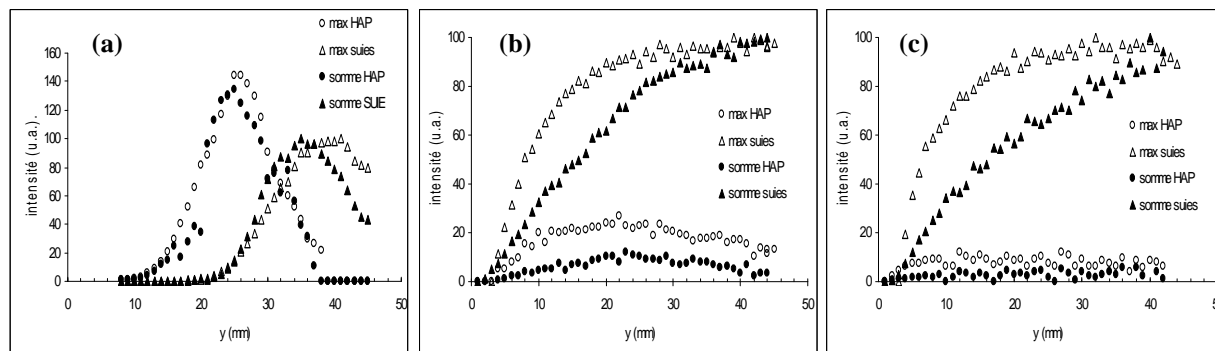 (a)
max HAP
max suies
somme HAP
somme SUIE
intensité (u.a.).
160
140
120
100
80
60
40
20
0
0 10 20 30 40 50
y (mm)
(b)
max HAP
max suies
somme HAP
somme suies
intensité (u.a.)
100
80
60
40
20
0
0 10 20 30 40 50
y (mm)
(c)
max HAP
max suies
somme HAP
somme suies
intensité (u.a.)
100
80
60
40
20
0
0 10 20 30 40 50
y (mm)